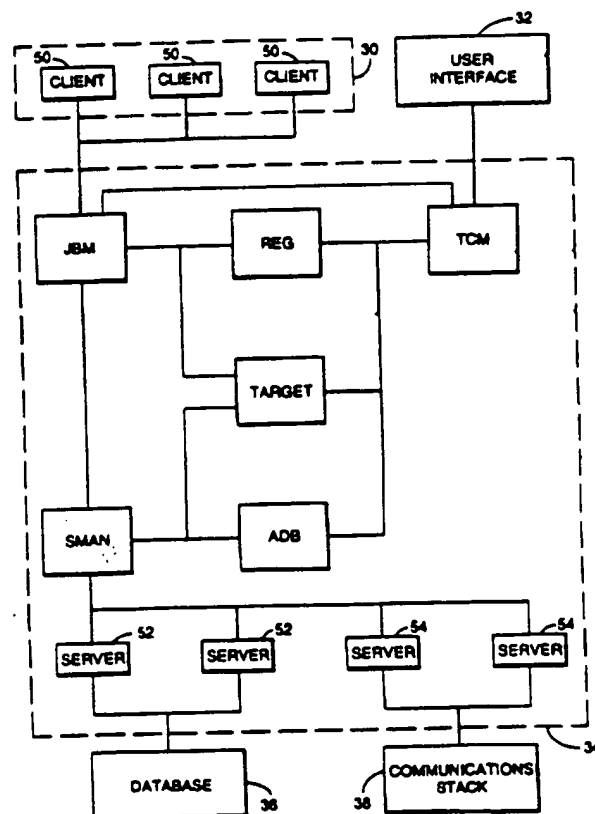 50 50 50 32
CLIENT CLIENT CLIENT 30 USER
INTERFACE
JBM REG TCM
TARGET
SMAN ADB
52 52 54 54
SERVER SERVER SERVER SERVER
34
DATABASE COMMUNICATIONS
STACK
36 38